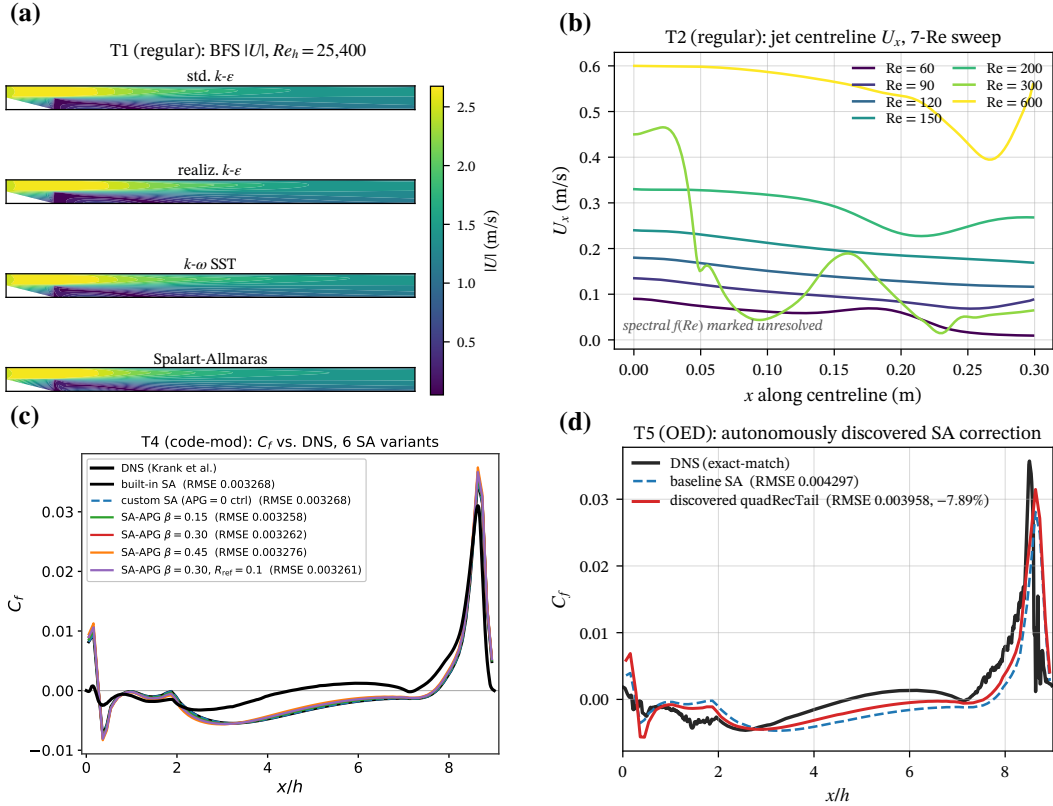 (a)
T1 (regular): BFS |U|, Re_h = 25,400
std. k-ε
realiz. k-ε
k-ω SST
Spalart-Allmaras
2.5
2.0
1.5
1.0
0.5
|U| (m/s)
(b)
T2 (regular): jet centreline U_x, 7-Re sweep
Re = 60
Re = 90
Re = 120
Re = 150
Re = 200
Re = 300
Re = 600
0.6
0.5
0.4
0.3
0.2
0.1
0.0
U_x (m/s)
spectral f(Re) marked unresolved
0.00 0.05 0.10 0.15 0.20 0.25 0.30
x along centreline (m)
(c)
T4 (code-mod): C_f vs. DNS, 6 SA variants
DNS (Krank et al.)
built-in SA (RMSE 0.003268)
custom SA (APG = 0 ctrl) (RMSE 0.003268)
SA-APG β = 0.15 (RMSE 0.003258)
SA-APG β = 0.30 (RMSE 0.003262)
SA-APG β = 0.45 (RMSE 0.003276)
SA-APG β = 0.30, R_ref = 0.1 (RMSE 0.003261)
0.03
0.02
0.01
0.00
−0.01
C_f
0 2 4 6 8
x/h
(d)
T5 (OED): autonomously discovered SA correction
DNS (exact-match)
baseline SA (RMSE 0.004297)
discovered quadRecTail (RMSE 0.003958, −7.89%)
0.03
0.02
0.01
0.00
C_f
0 2 4 6 8
x/h